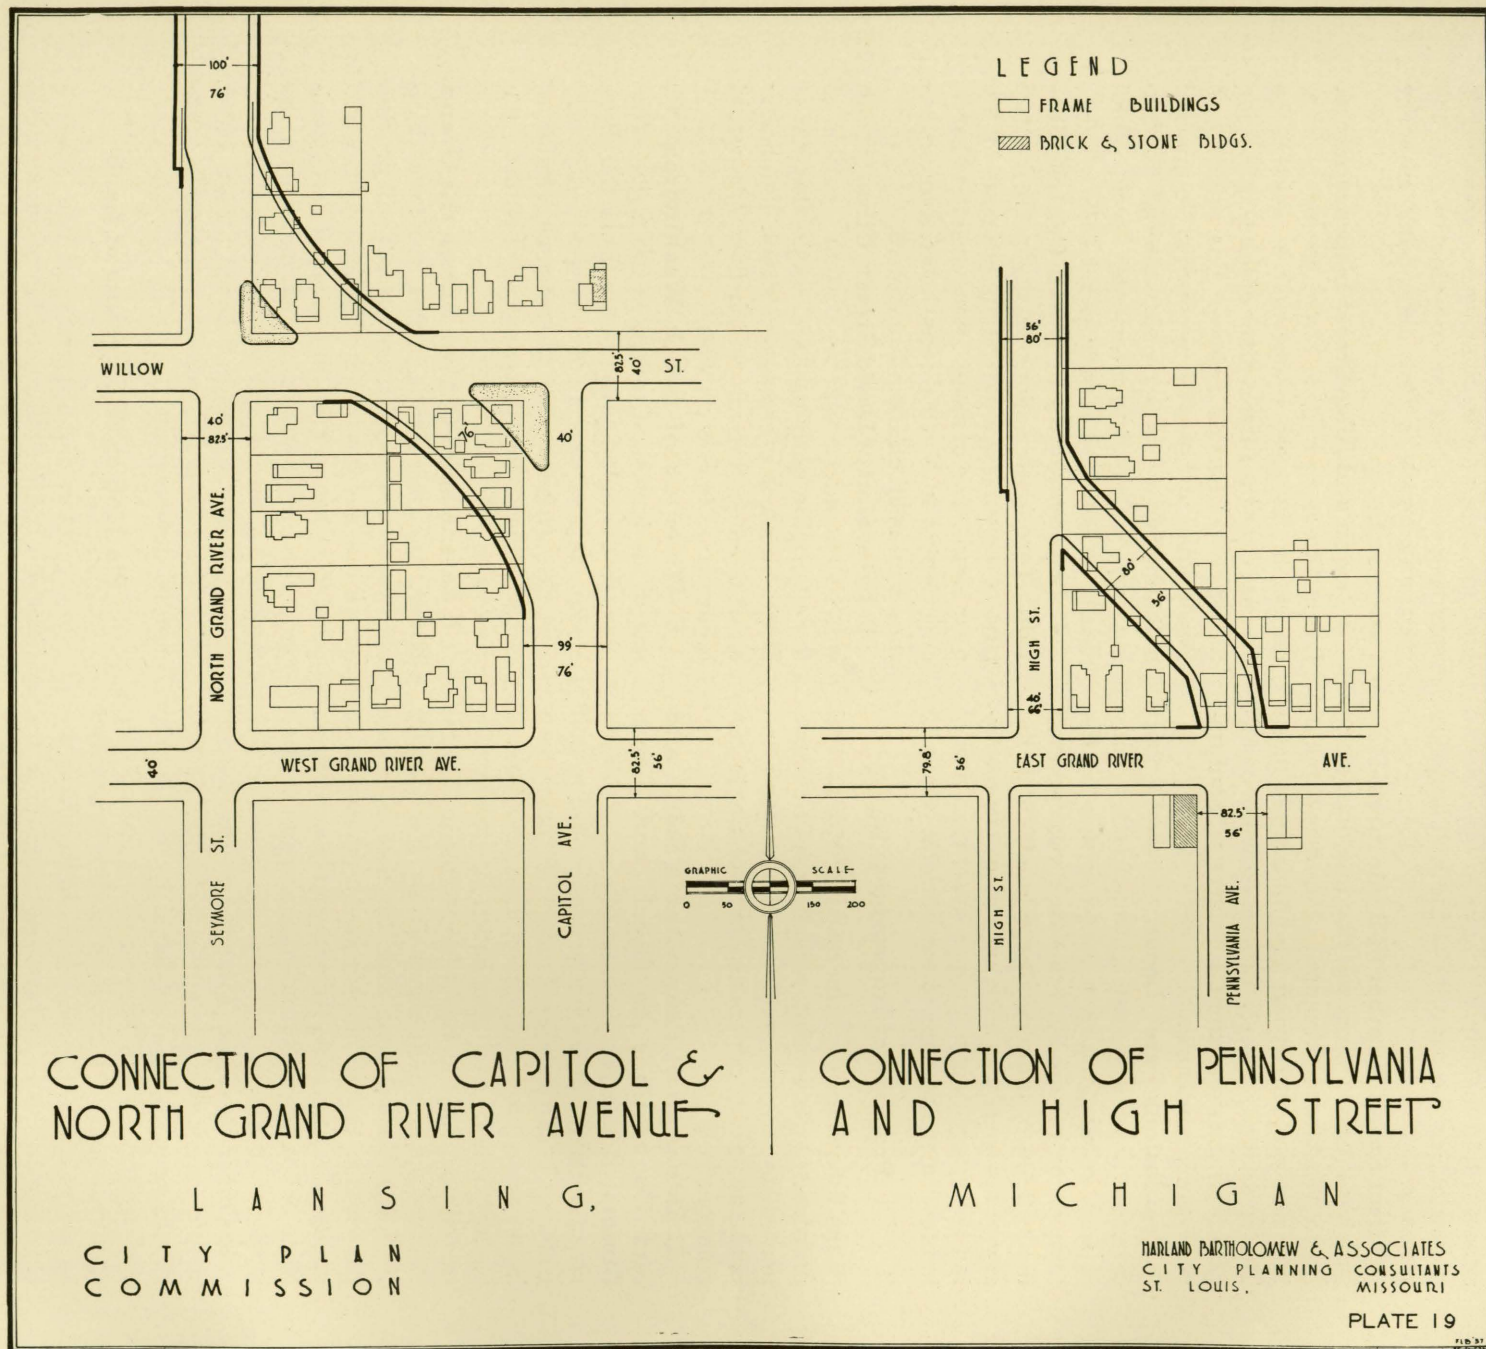 100'
76'
LEGEND
FRAME BUILDINGS
BRICK & STONE BLDGS.
WILLOW ST.
82.5'
40'
40'
82.5'
76'
40'
NORTH GRAND RIVER AVE.
99'
76'
WEST GRAND RIVER AVE.
40'
82.5'
56'
SEYMORE ST.
CAPITOL AVE.
56'
80'
80'
56'
HIGH ST.
40'
66'
79.8'
56'
EAST GRAND RIVER AVE.
82.5'
56'
HIGH ST.
PENNSYLVANIA AVE.
GRAPHIC SCALE
0 50 150 200
CONNECTION OF CAPITOL &
NORTH GRAND RIVER AVENUE
CONNECTION OF PENNSYLVANIA
AND HIGH STREET
LANSING, MICHIGAN
CITY PLAN
COMMISSION
HARLAND BARTHOLOMEW & ASSOCIATES
CITY PLANNING CONSULTANTS
ST. LOUIS, MISSOURI
PLATE 19